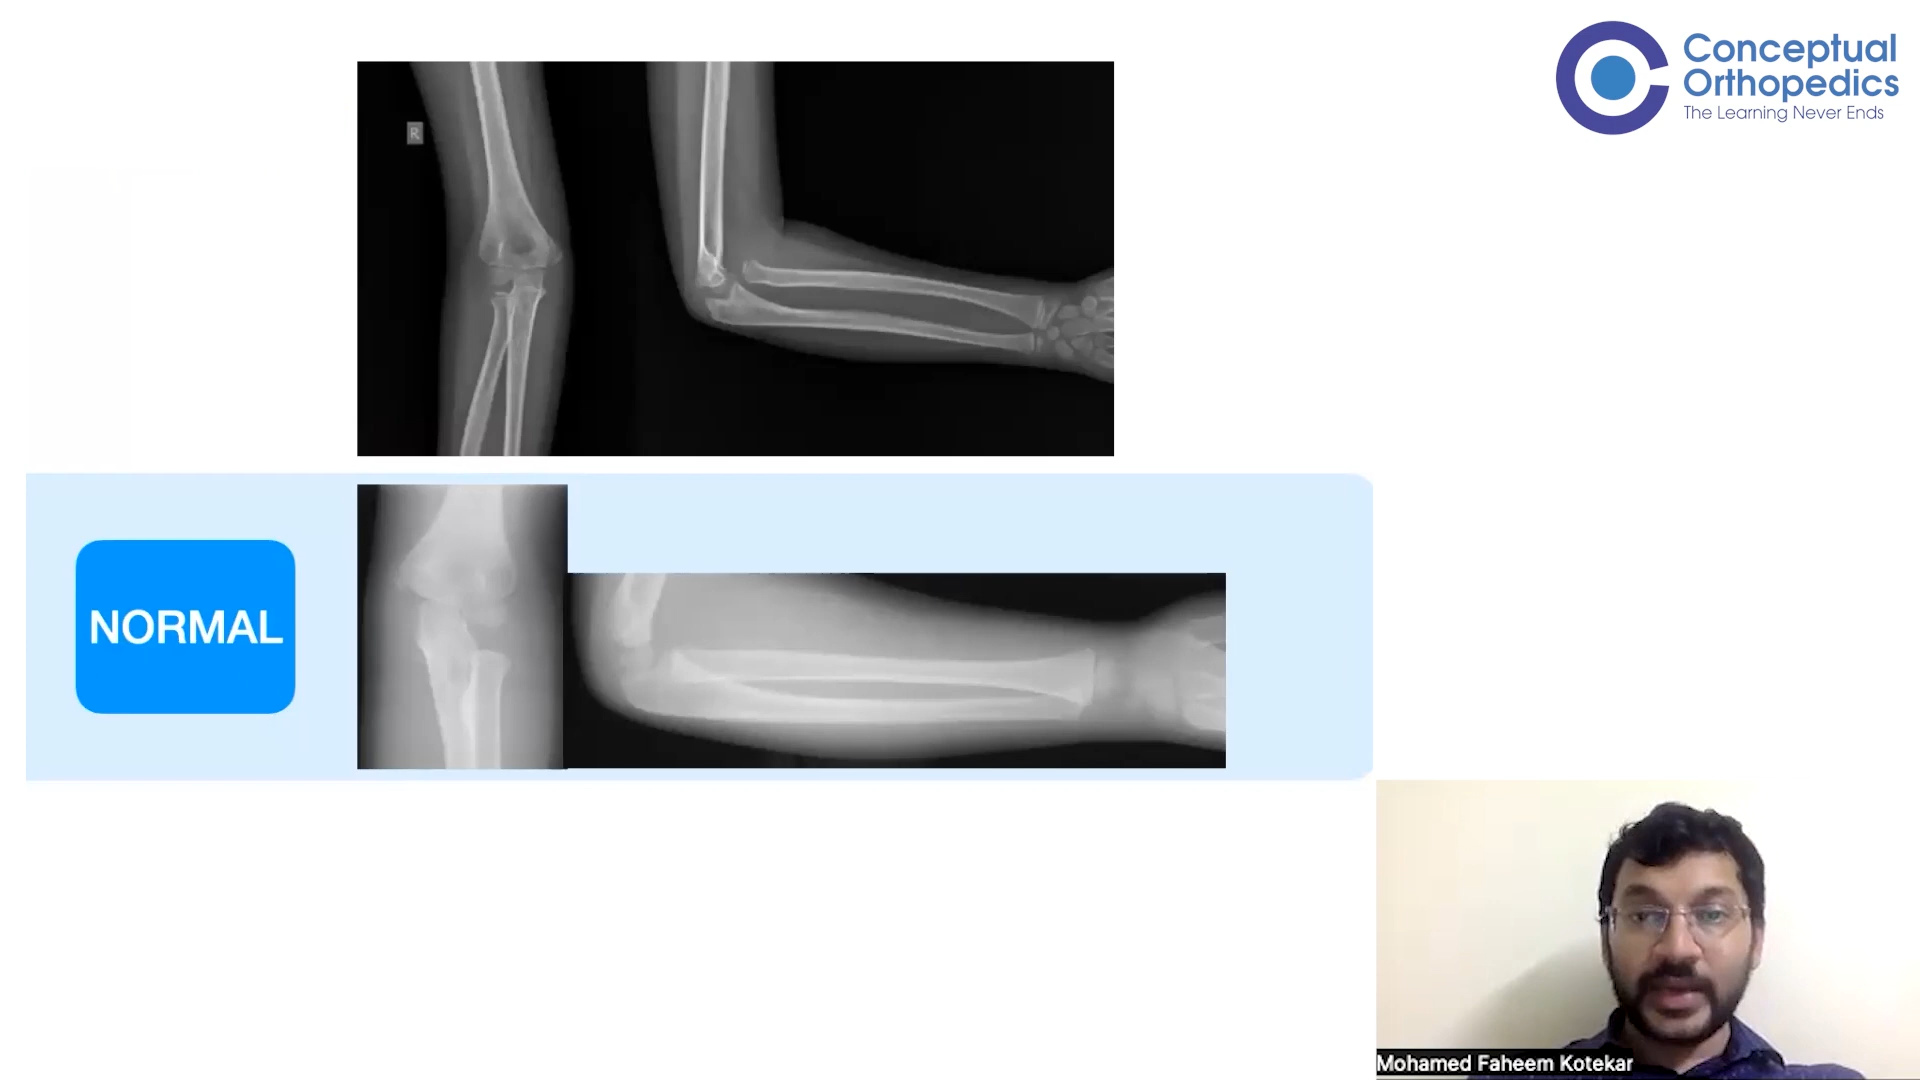 Conceptual
Orthopedics
The Learning Never Ends
R
NORMAL
Mohamed Faheem Kotekar